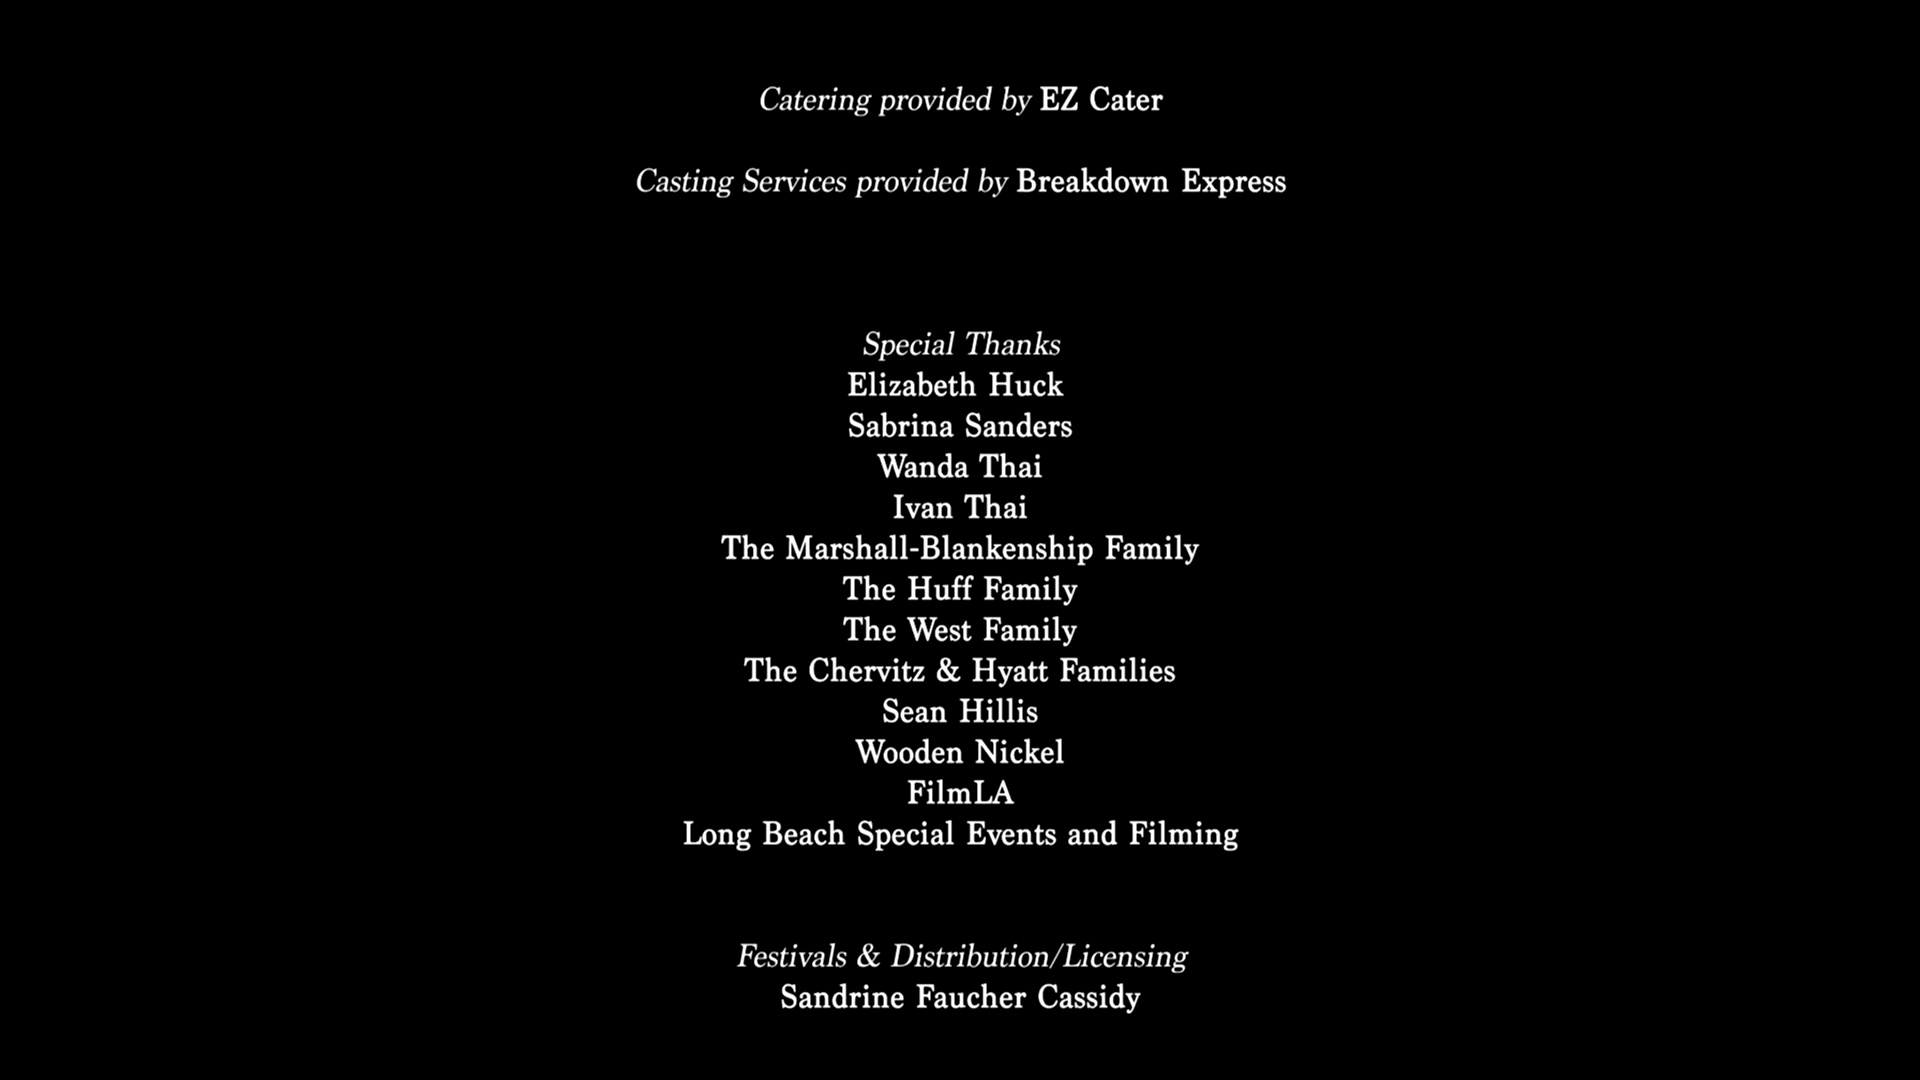 Catering provided by EZ Cater
Casting Services provided by Breakdown Express
Special Thanks
Elizabeth Huck
Sabrina Sanders
Wanda Thai
Ivan Thai
The Marshall-Blankenship Family
The Huff Family
The West Family
The Chervitz & Hyatt Families
Sean Hillis
Wooden Nickel
FilmLA
Long Beach Special Events and Filming
Festivals & Distribution/Licensing
Sandrine Faucher Cassidy